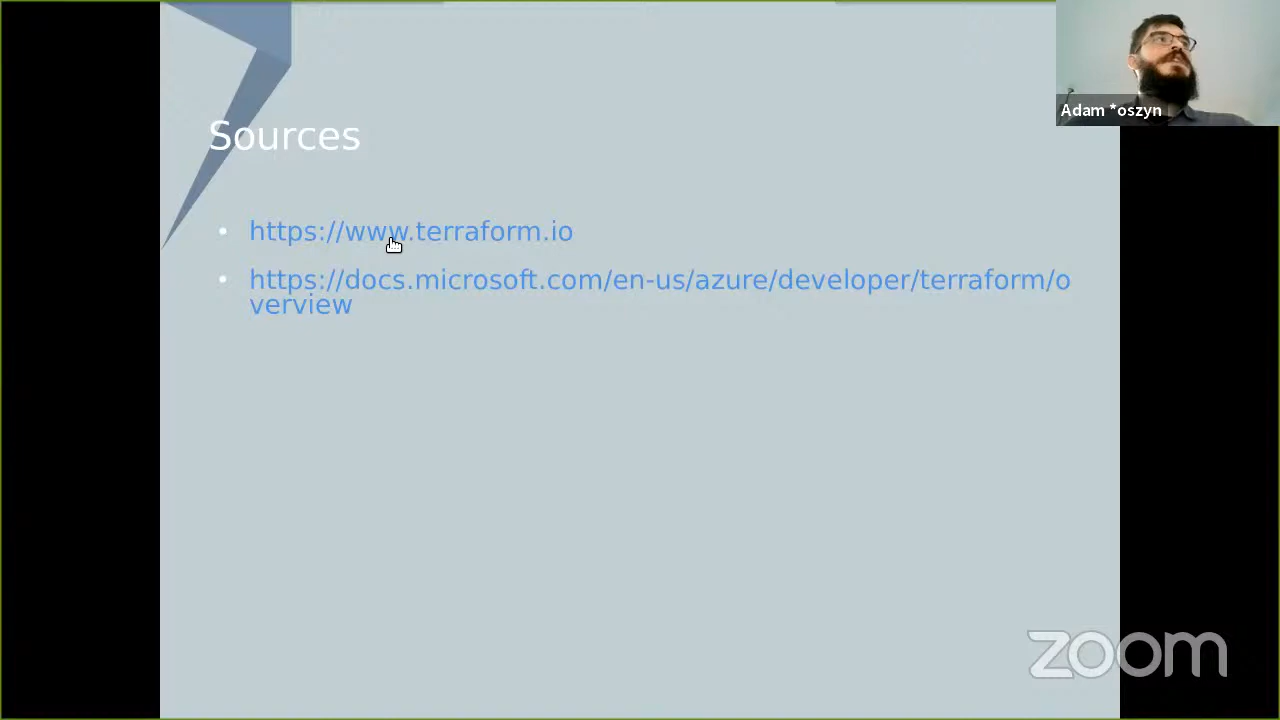 Adam *oszyn
Sources
• https://www.terraform.io
• https://docs.microsoft.com/en-us/azure/developer/terraform/o
verview
zoom